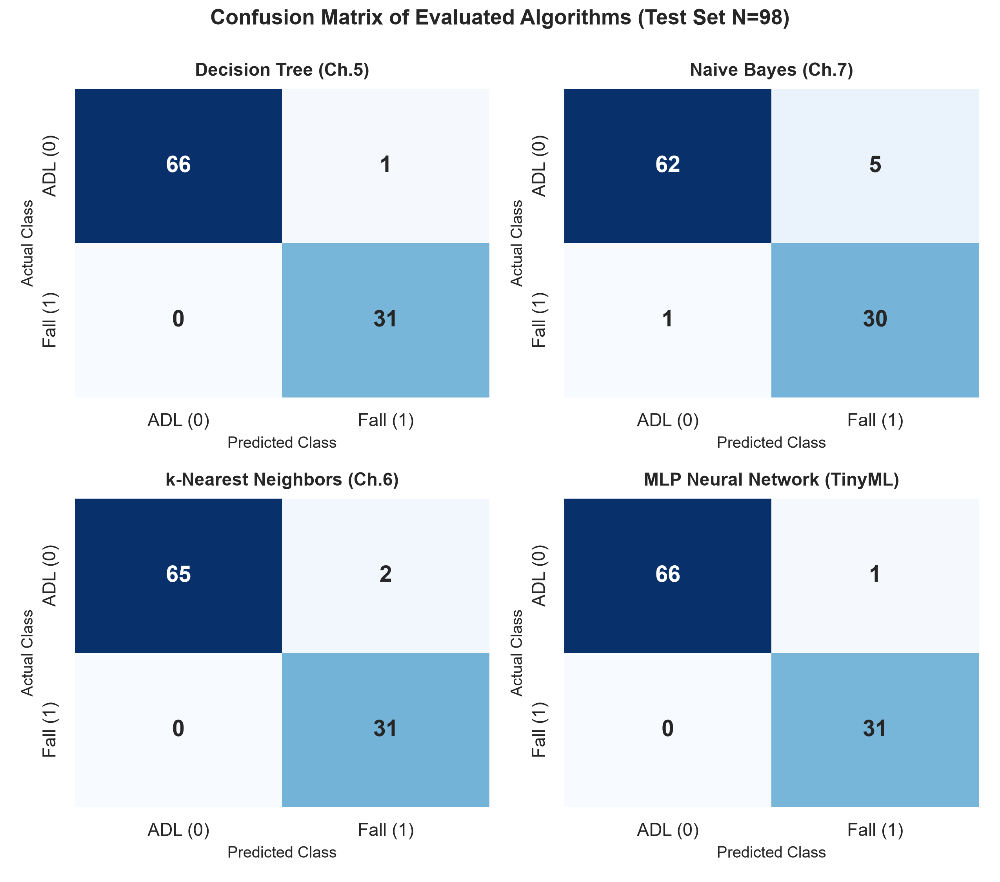 Confusion Matrix of Evaluated Algorithms (Test Set N=98)
Decision Tree (Ch.5)
Actual Class
ADL (0)
66
1
Fall (1)
0
31
ADL (0)
Fall (1)
Predicted Class
Naive Bayes (Ch.7)
Actual Class
ADL (0)
62
5
Fall (1)
1
30
ADL (0)
Fall (1)
Predicted Class
k-Nearest Neighbors (Ch.6)
Actual Class
ADL (0)
65
2
Fall (1)
0
31
ADL (0)
Fall (1)
Predicted Class
MLP Neural Network (TinyML)
Actual Class
ADL (0)
66
1
Fall (1)
0
31
ADL (0)
Fall (1)
Predicted Class